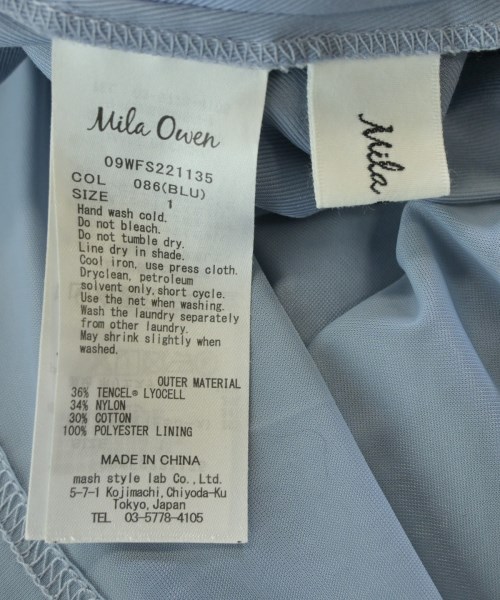 Mila Owen
09WFS221135
COL 086(BLU)
SIZE 1
Hand wash cold.
Do not bleach.
Do not tumble dry.
Line dry in shade.
Cool iron, use press cloth.
Dryclean, petroleum
solvent only, short cycle.
Use the net when washing.
Wash the laundry separately
from other laundry.
May shrink slightly when
washed.
OUTER MATERIAL
36% TENCEL® LYOCELL
34% NYLON
30% COTTON
100% POLYESTER LINING
MADE IN CHINA
mash style lab Co.,Ltd.
5-7-1 Kojimachi,Chiyoda-Ku
Tokyo,Japan
TEL 03-5778-4105
Mila